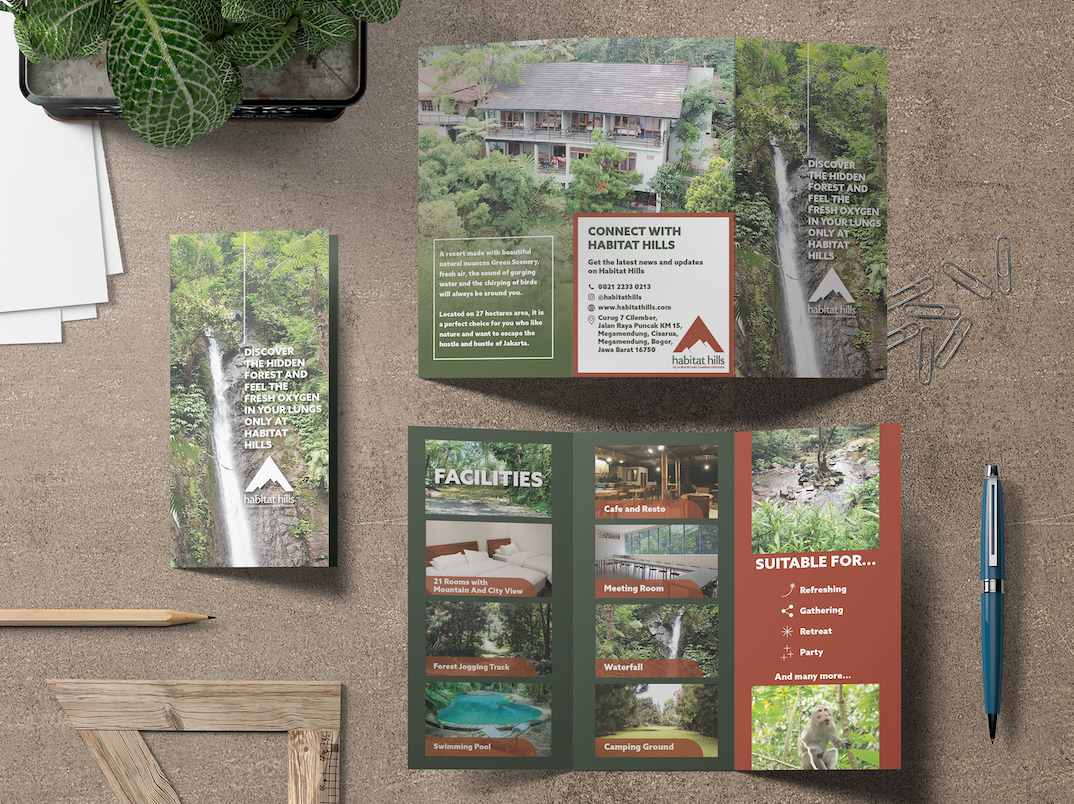 DISCOVER
THE HIDDEN
FOREST AND
FEEL THE
FRESH OXYGEN
IN YOUR LUNGS
ONLY AT
HABITAT
HILLS
habitat hills
A resort made with beautiful
natural nuances Green Scenery,
fresh air, the sound of gurging
water and the chirping of birds
will always be around you.
Located on 27 hectares area, it is
a perfect choice for you who like
nature and want to escape the
hustle and bustle of Jakarta.
CONNECT WITH
HABITAT HILLS
Get the latest news and updates
on Habitat Hills
0821 2233 0213
@habitathills
www.habitathills.com
Curug 7 Cilember,
Jalan Raya Puncak KM 15,
Megamendung, Cisarua,
Megamendung, Bogor,
Jawa Barat 16750
habitat hills
VILLA RESORT AND CAMPING GROUND
DISCOVER
THE HIDDEN
FOREST AND
FEEL THE
FRESH OXYGEN
IN YOUR LUNGS
ONLY AT
HABITAT
HILLS
habitat hills
FACILITIES
21 Rooms with
Mountain And City View
Forest Jogging Track
Swimming Pool
Cafe and Resto
Meeting Room
Waterfall
Camping Ground
SUITABLE FOR...
Refreshing
Gathering
Retreat
Party
And many more...